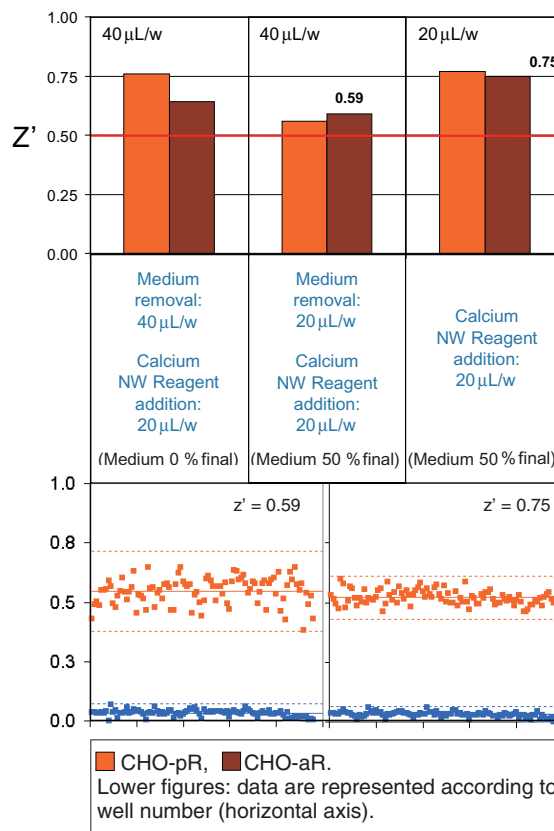 1.00
40 µL/w
40 µL/w
20 µL/w
0.75
0.59
0.75
Z'
0.50
0.25
0.00
Medium
removal:
40 µL/w
Calcium
NW Reagent
addition:
20 µL/w
(Medium 0 % final)
Medium
removal:
20 µL/w
Calcium
NW Reagent
addition:
20 µL/w
(Medium 50 % final)
Calcium
NW Reagent
addition:
20 µL/w
(Medium 50 % final)
1.0
z' = 0.59
z' = 0.75
0.8
0.5
0.3
0.0
CHO-pR, CHO-aR.
Lower figures: data are represented according to
well number (horizontal axis).